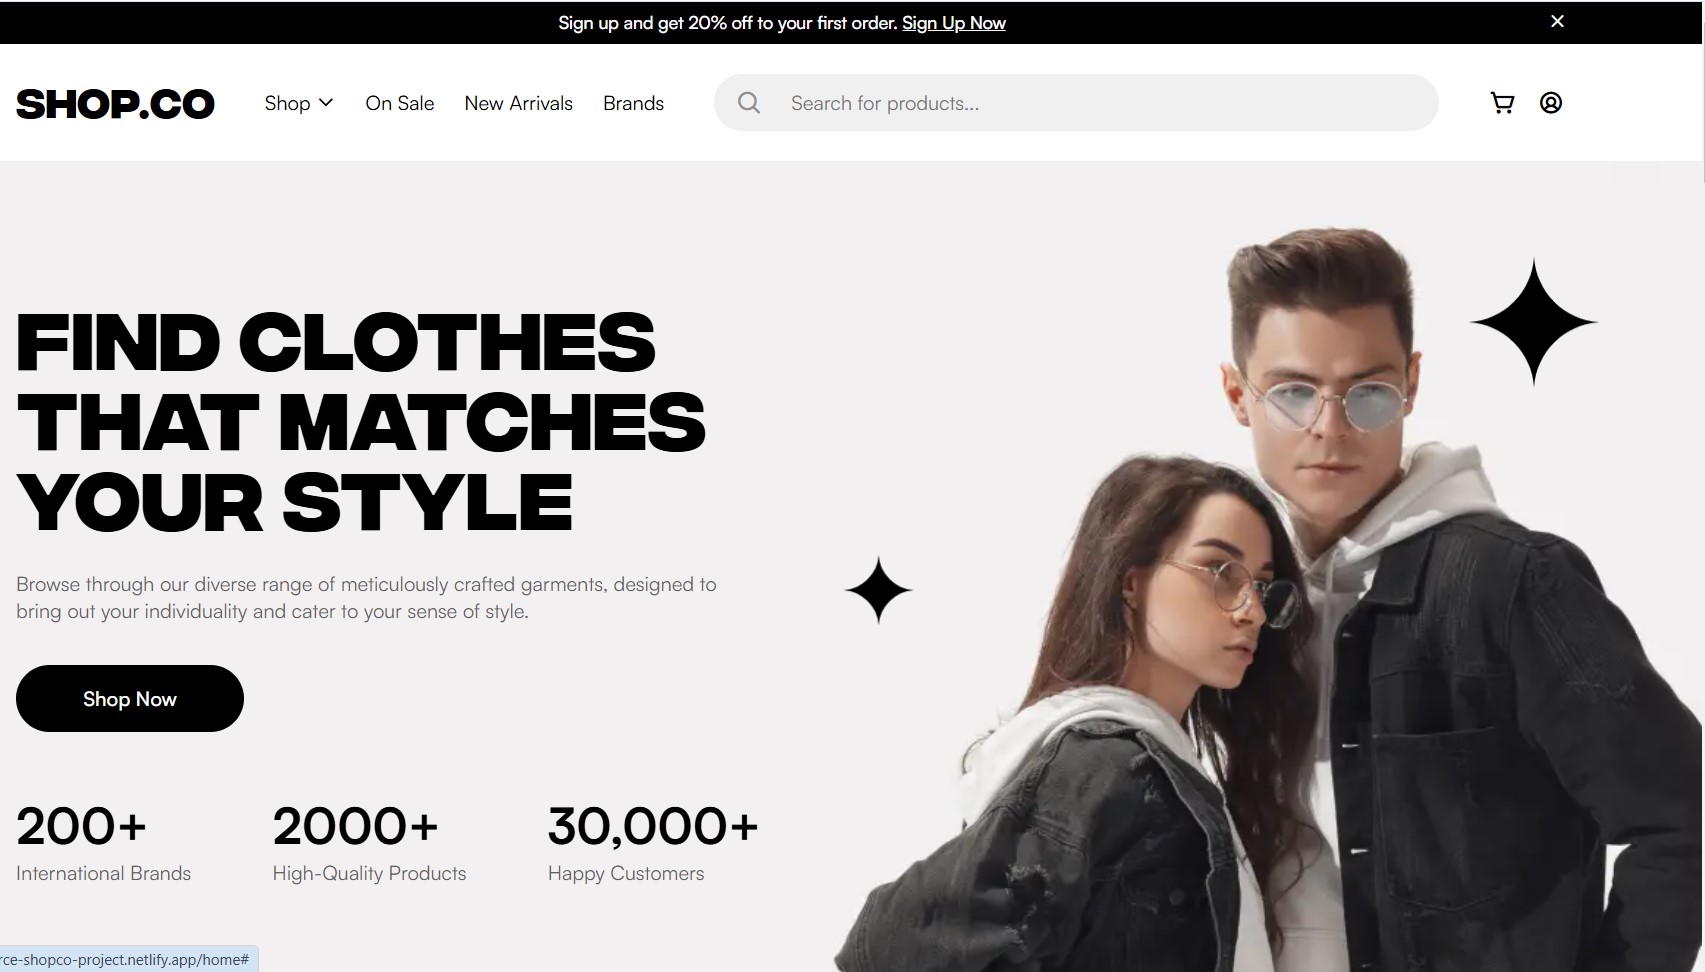 Sign up and get 20% off to your first order. Sign Up Now
SHOP.CO
Shop
On Sale
New Arrivals
Brands
Search for products...
FIND CLOTHES
THAT MATCHES
YOUR STYLE
Browse through our diverse range of meticulously crafted garments, designed to
bring out your individuality and cater to your sense of style.
Shop Now
200+
International Brands
2000+
High-Quality Products
30,000+
Happy Customers
rce-shopco-project.netlify.app/home#